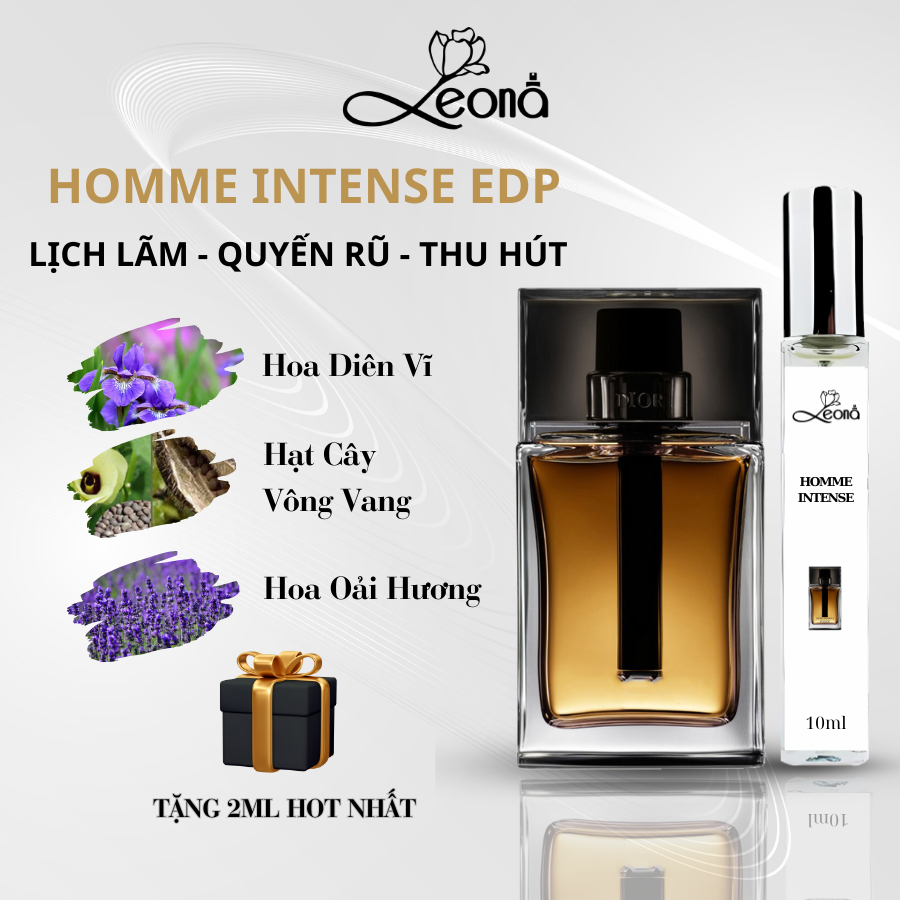 Leona
HOMME INTENSE EDP
LỊCH LÃM - QUYẾN RŨ - THU HÚT
Hoa Diên Vĩ
Hạt Cây
Vông Vang
Hoa Oải Hương
TẶNG 2ML HOT NHẤT
DIOR
Leona
HOMME
INTENSE
10ml
10ml